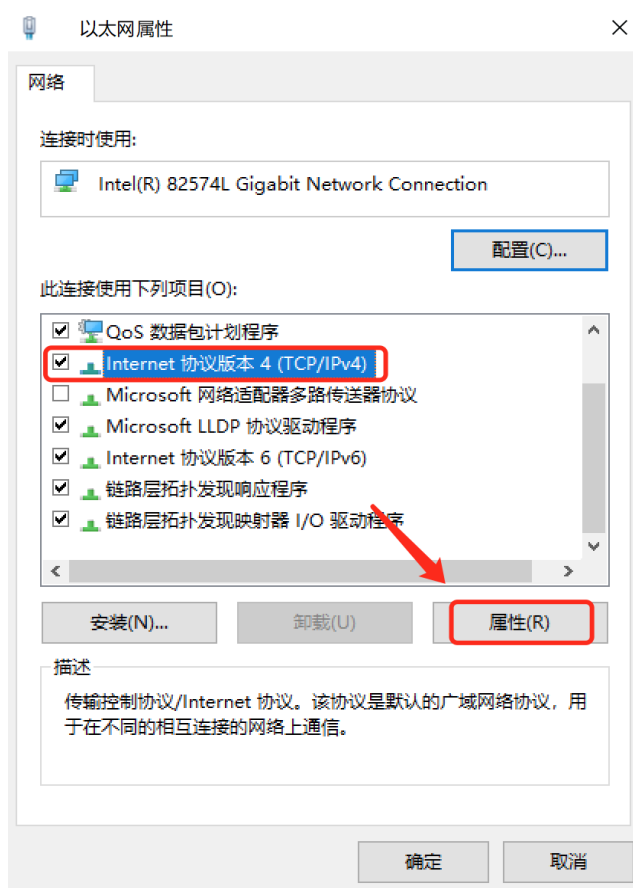 以太网属性
网络
连接时使用:
Intel(R) 82574L Gigabit Network Connection
配置(C)...
此连接使用下列项目(O):
QoS 数据包计划程序
Internet 协议版本 4 (TCP/IPv4)
Microsoft 网络适配器多路传送器协议
Microsoft LLDP 协议驱动程序
Internet 协议版本 6 (TCP/IPv6)
链路层拓扑发现响应程序
链路层拓扑发现映射器 I/O 驱动程序
安装(N)... 卸载(U) 属性(R)
描述
传输控制协议/Internet 协议。该协议是默认的广域网络协议，用
于在不同的相互连接的网络上通信。
确定 取消